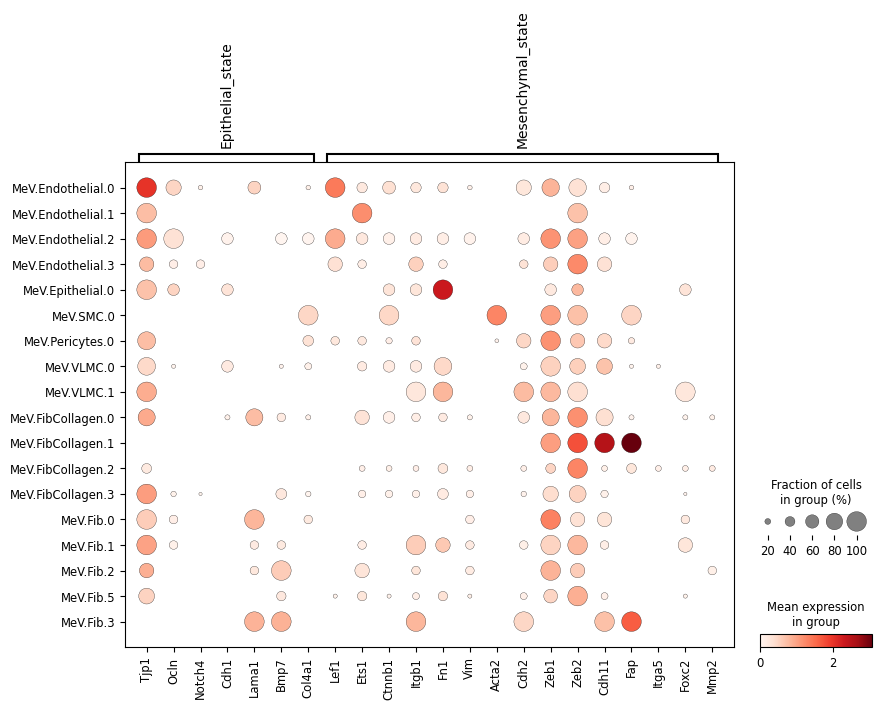 Epithelial_state
Mesenchymal_state
MeV.Endothelial.0
MeV.Endothelial.1
MeV.Endothelial.2
MeV.Endothelial.3
MeV.Epithelial.0
MeV.SMC.0
MeV.Pericytes.0
MeV.VLMC.0
MeV.VLMC.1
MeV.FibCollagen.0
MeV.FibCollagen.1
MeV.FibCollagen.2
MeV.FibCollagen.3
MeV.Fib.0
MeV.Fib.1
MeV.Fib.2
MeV.Fib.5
MeV.Fib.3
Tjp1
Ocln
Notch4
Cdh1
Lama1
Bmp7
Col4a1
Lef1
Ets1
Ctnnb1
Itgb1
Fn1
Vim
Acta2
Cdh2
Zeb1
Zeb2
Cdh11
Fap
Itga5
Foxc2
Mmp2
Fraction of cells
in group (%)
20 40 60 80 100
Mean expression
in group
0 2